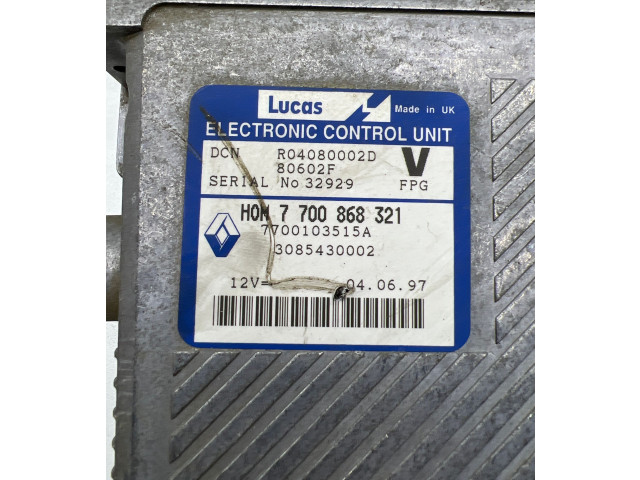 Lucas Made in UK
ELECTRONIC CONTROL UNIT
DCN R04080002D V
80602F
SERIAL No 32929 FPG
HOM 7 700 868 321
7700103515A
3085430002
12V= 04.06.97